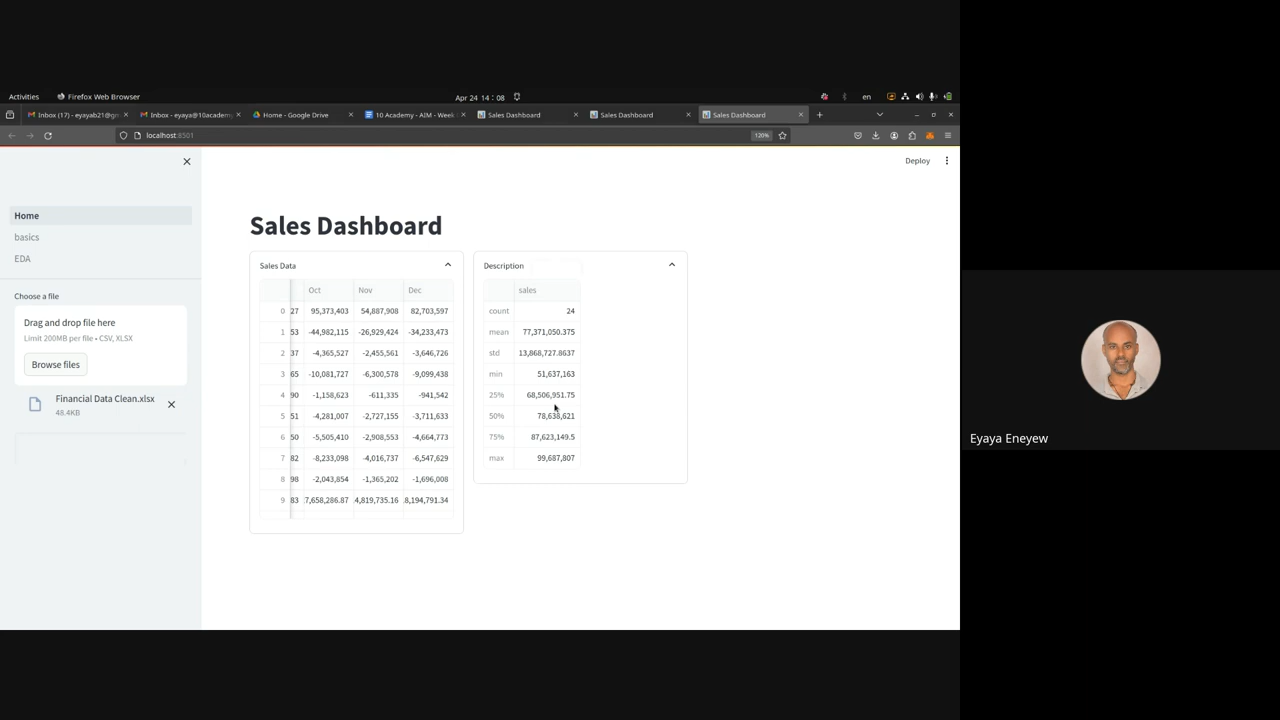 Activities Firefox Web Browser Apr 24 14:08 en
Inbox (17) - eyayab21@gm Inbox - eyaya@10academy Home - Google Drive 10 Academy - AIM - Week Sales Dashboard Sales Dashboard Sales Dashboard
localhost:8501 120%
Deploy
Home
basics
EDA
Choose a file
Drag and drop file here
Limit 200MB per file • CSV, XLSX
Browse files
Financial Data Clean.xlsx
48.4KB
Sales Dashboard
Sales Data
Oct Nov Dec
0 27 95,373,403 54,887,908 82,703,597
1 53 -44,982,115 -26,929,424 -34,233,473
2 37 -4,365,527 -2,455,561 -3,646,726
3 65 -10,081,727 -6,300,578 -9,099,438
4 90 -1,158,623 -611,335 -941,542
5 51 -4,281,007 -2,727,155 -3,711,633
6 50 -5,505,410 -2,908,553 -4,664,773
7 82 -8,233,098 -4,016,737 -6,547,629
8 98 -2,043,854 -1,365,202 -1,696,008
9 83 7,658,286.87 4,819,735.16 8,194,791.34
Description
sales
count 24
mean 77,371,050.375
std 13,868,727.8637
min 51,637,163
25% 68,506,951.75
50% 78,638,621
75% 87,623,149.5
max 99,687,807
Eyaya Eneyew